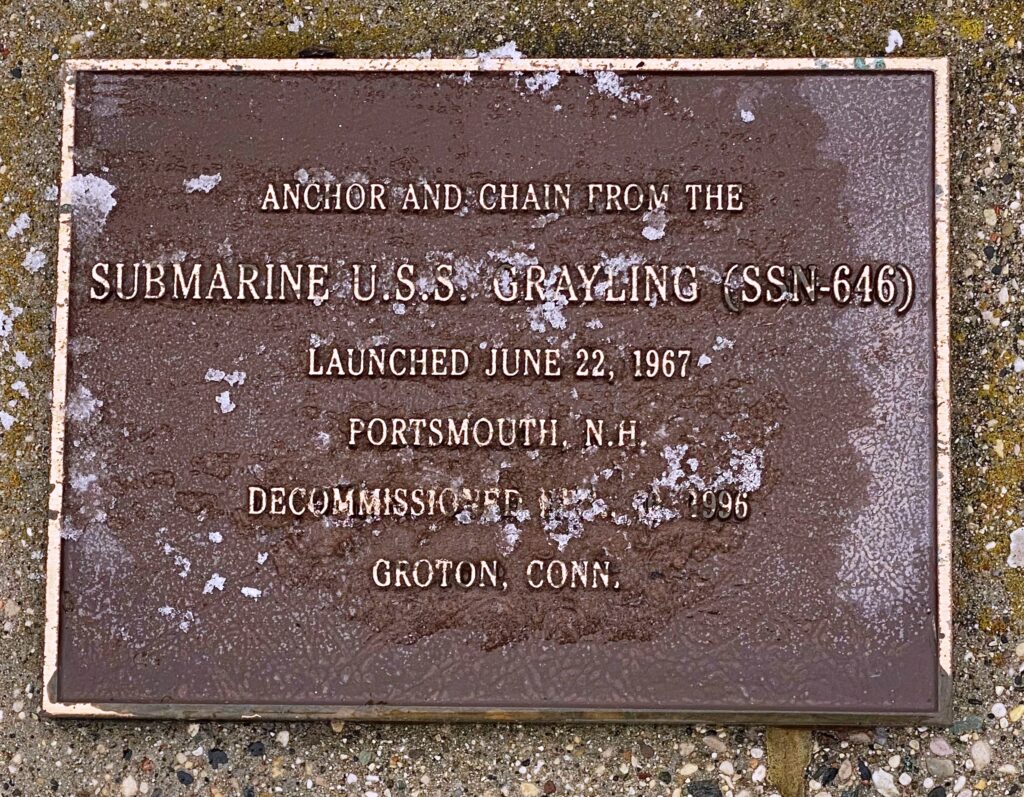 ANCHOR AND CHAIN FROM THE
SUBMARINE U.S.S. GRAYLING (SSN-646)
LAUNCHED JUNE 22, 1967
PORTSMOUTH, N.H.
DECOMMISSIONED 1996
GROTON, CONN.